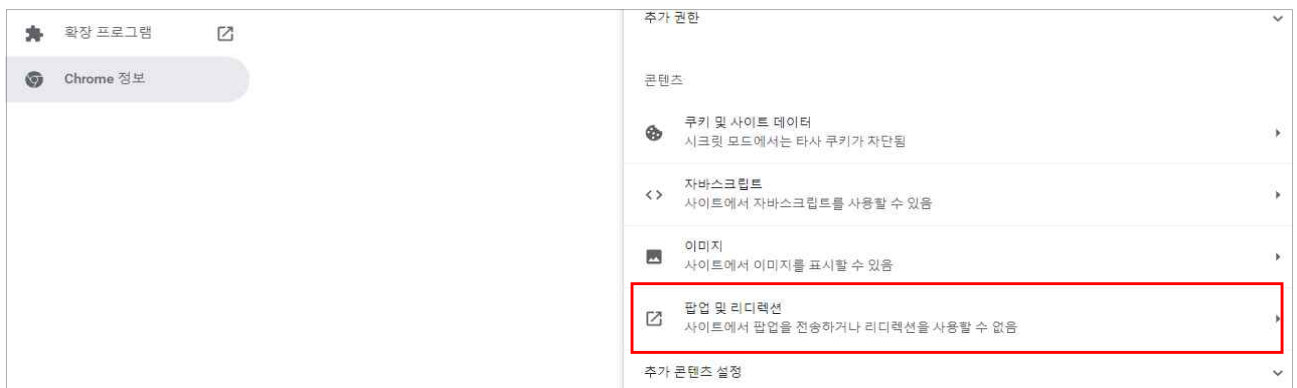 확장 프로그램
Chrome 정보
추가 권한
콘텐츠
쿠키 및 사이트 데이터
시크릿 모드에서는 타사 쿠키가 차단됨
자바스크립트
사이트에서 자바스크립트를 사용할 수 있음
이미지
사이트에서 이미지를 표시할 수 있음
팝업 및 리디렉션
사이트에서 팝업을 전송하거나 리디렉션을 사용할 수 없음
추가 콘텐츠 설정